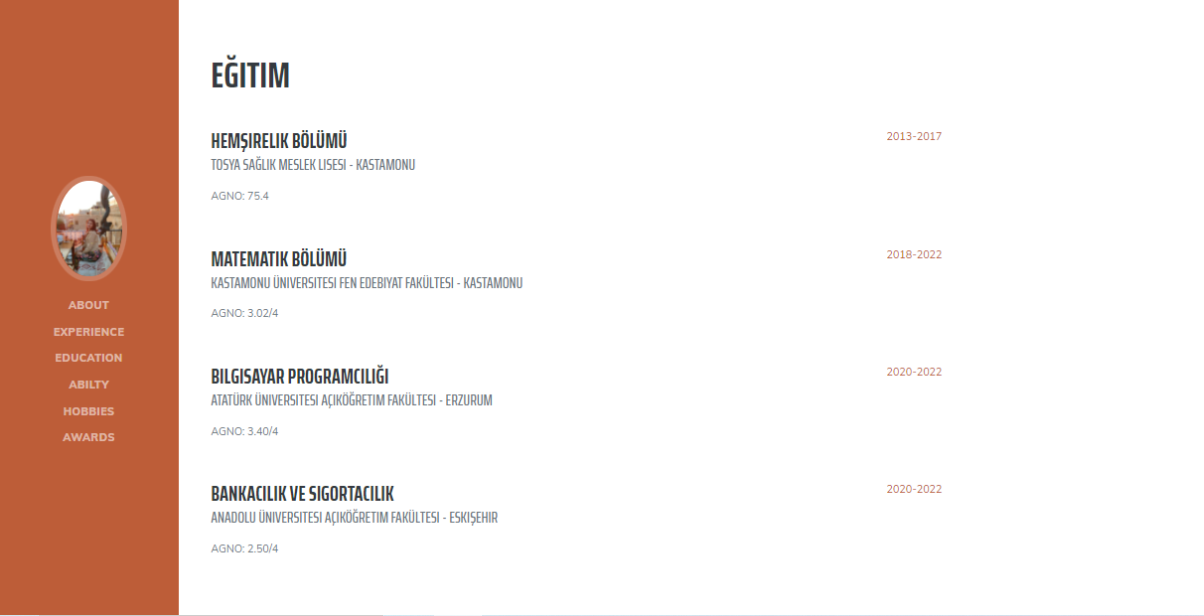 ABOUT
EXPERIENCE
EDUCATION
ABILTY
HOBBIES
AWARDS
EĞITIM
HEMŞIRELIK BÖLÜMÜ
2013-2017
TOSYA SAĞLIK MESLEK LISESI - KASTAMONU
AGNO: 75.4
MATEMATIK BÖLÜMÜ
2018-2022
KASTAMONU ÜNIVERSITESI FEN EDEBIYAT FAKÜLTESI - KASTAMONU
AGNO: 3.02/4
BILGISAYAR PROGRAMCILIĞI
2020-2022
ATATÜRK ÜNIVERSITESI AÇIKÖĞRETIM FAKÜLTESI - ERZURUM
AGNO: 3.40/4
BANKACILIK VE SIGORTACILIK
2020-2022
ANADOLU ÜNIVERSITESI AÇIKÖĞRETIM FAKÜLTESI - ESKIŞEHIR
AGNO: 2.50/4